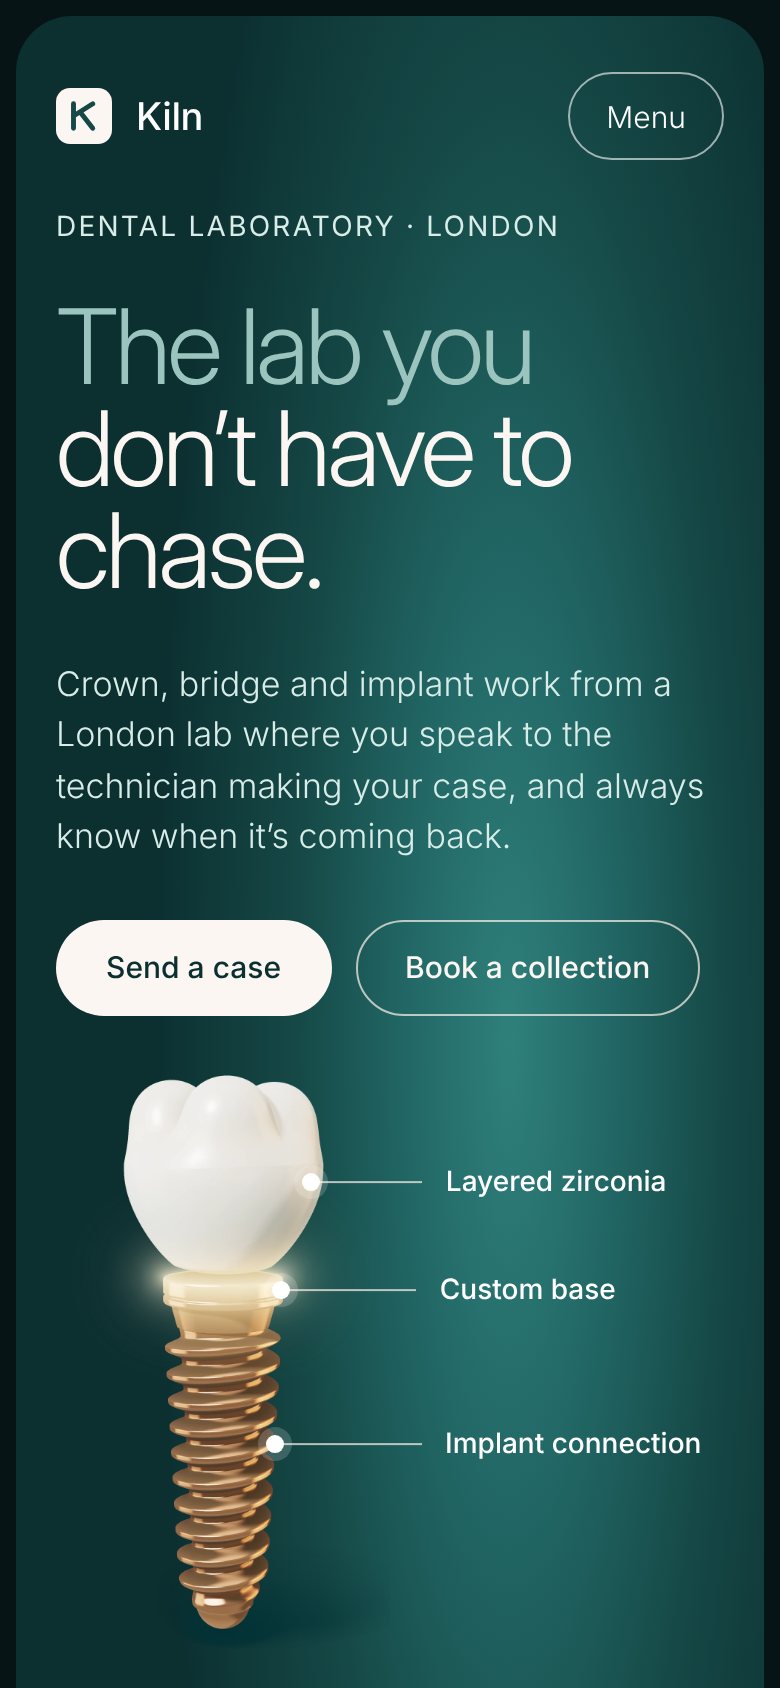 K Kiln
Menu
DENTAL LABORATORY · LONDON
The lab you
don’t have to
chase.
Crown, bridge and implant work from a
London lab where you speak to the
technician making your case, and always
know when it’s coming back.
Send a case
Book a collection
Layered zirconia
Custom base
Implant connection